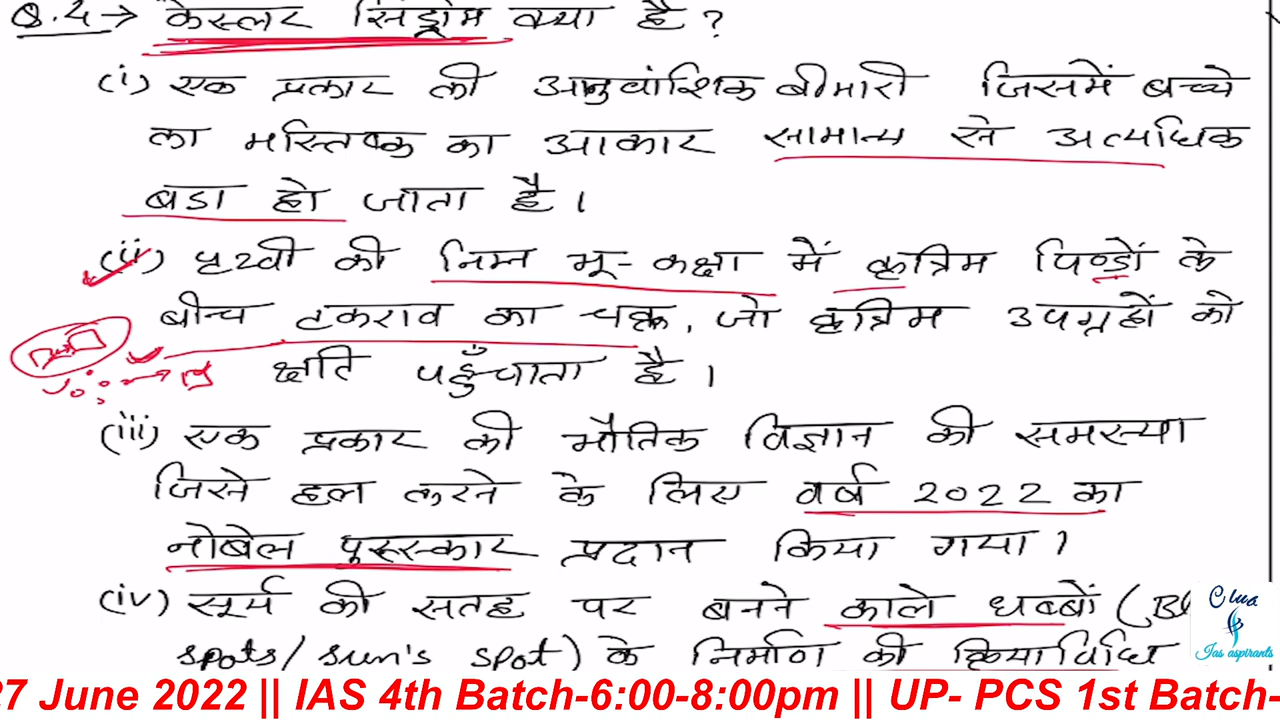 Q.4→ केस्लर सिंड्रोम क्या है ?
(i) एक प्रकार की आनुवांशिक बीमारी जिसमें बच्चे
का मस्तिष्क का आकार सामान्य से अत्यधिक
बडा हो जाता है।
(ii) पृथ्वी की निम्न भू-कक्षा में कृत्रिम पिण्डों के
बीच टकराव का चक्र, जो कृत्रिम उपग्रहों को
क्षति पहुँचाता है।
(iii) एक प्रकार की भौतिक विज्ञान की समस्या
जिसे हल करने के लिए वर्ष 2022 का
नोबेल पुरूस्कार प्रदान किया गया।
(iv) सूर्य की सतह पर बनने काले धब्बों (
spots/sun's spot) के निर्माण की क्रियाविधि
Ias aspirants
27 June 2022 || IAS 4th Batch-6:00-8:00pm || UP- PCS 1st Batch-